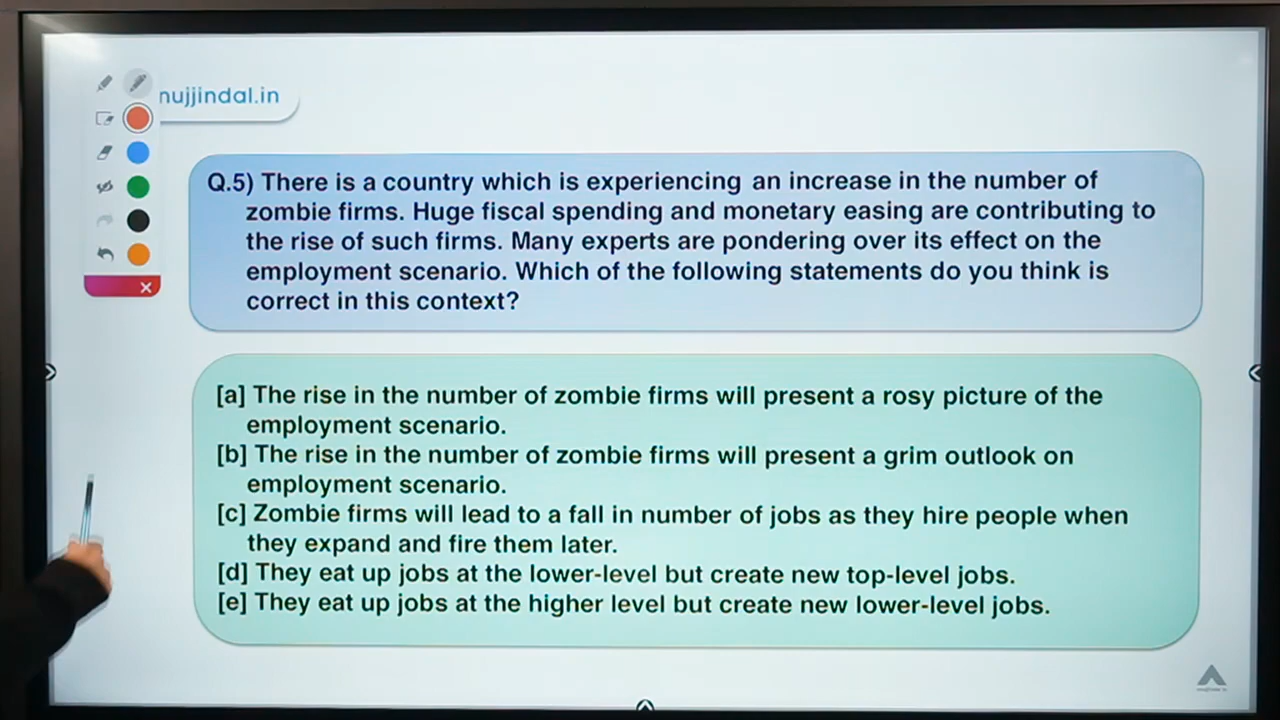 nujjindal.in
Q.5) There is a country which is experiencing an increase in the number of
zombie firms. Huge fiscal spending and monetary easing are contributing to
the rise of such firms. Many experts are pondering over its effect on the
employment scenario. Which of the following statements do you think is
correct in this context?
[a] The rise in the number of zombie firms will present a rosy picture of the
employment scenario.
[b] The rise in the number of zombie firms will present a grim outlook on
employment scenario.
[c] Zombie firms will lead to a fall in number of jobs as they hire people when
they expand and fire them later.
[d] They eat up jobs at the lower-level but create new top-level jobs.
[e] They eat up jobs at the higher level but create new lower-level jobs.